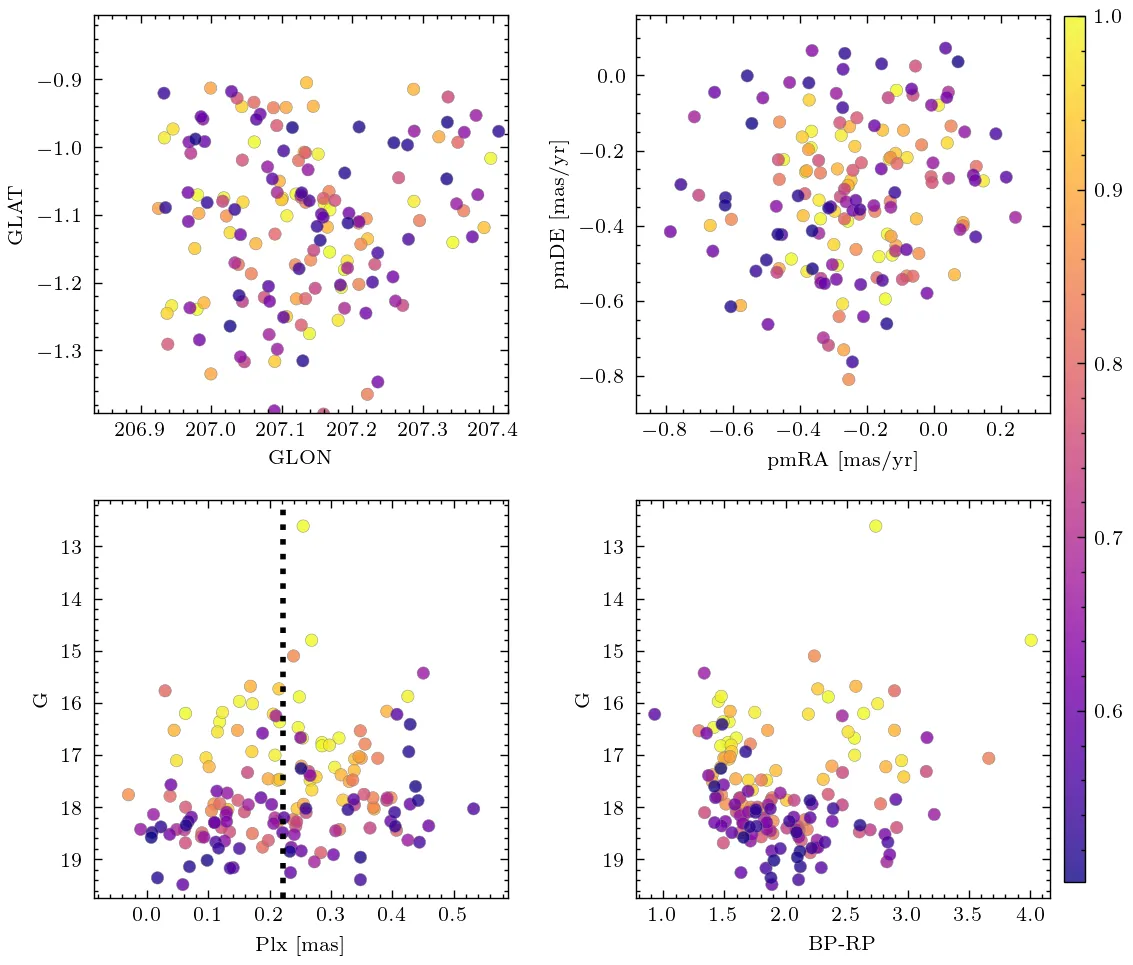 −0.9
−1.0
−1.1
−1.2
−1.3
GLAT
206.9 207.0 207.1 207.2 207.3 207.4
GLON
0.0
−0.2
−0.4
−0.6
−0.8
pmDE [mas/yr]
−0.8 −0.6 −0.4 −0.2 0.0 0.2
pmRA [mas/yr]
1.0
0.9
0.8
0.7
0.6
13
14
15
16
17
18
19
G
0.0 0.1 0.2 0.3 0.4 0.5
Plx [mas]
13
14
15
16
17
18
19
G
1.0 1.5 2.0 2.5 3.0 3.5 4.0
BP-RP